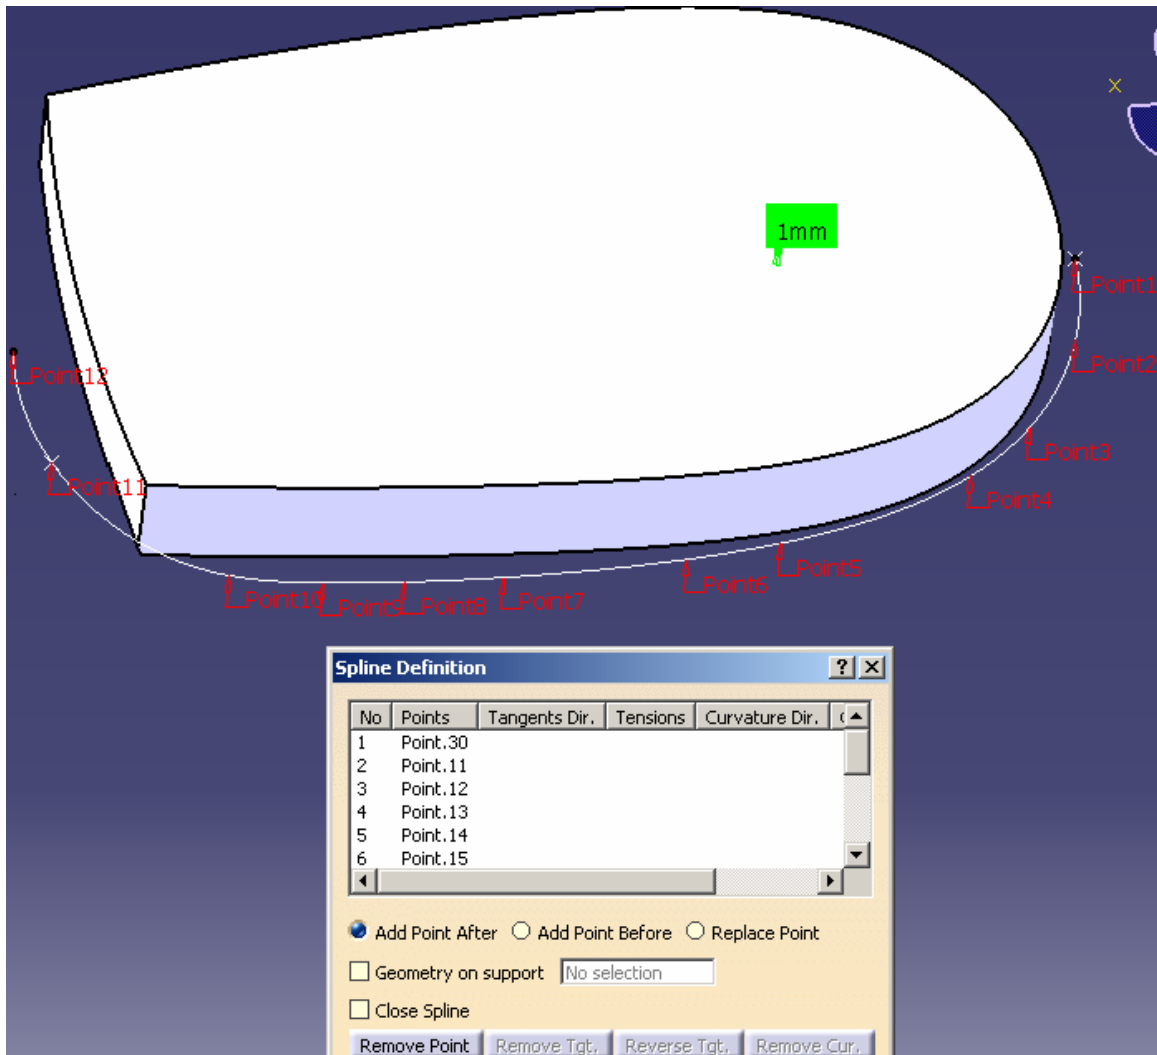 1mm
Point1
Point2
Point12
Point3
Point11
Point4
Point5
Point6
Point10
Point9
Point8
Point7
Spline Definition
No Points Tangents Dir. Tensions Curvature Dir.
1 Point.30
2 Point.11
3 Point.12
4 Point.13
5 Point.14
6 Point.15
Add Point After Add Point Before Replace Point
Geometry on support No selection
Close Spline
Remove Point Remove Tgt. Reverse Tgt. Remove Cur.